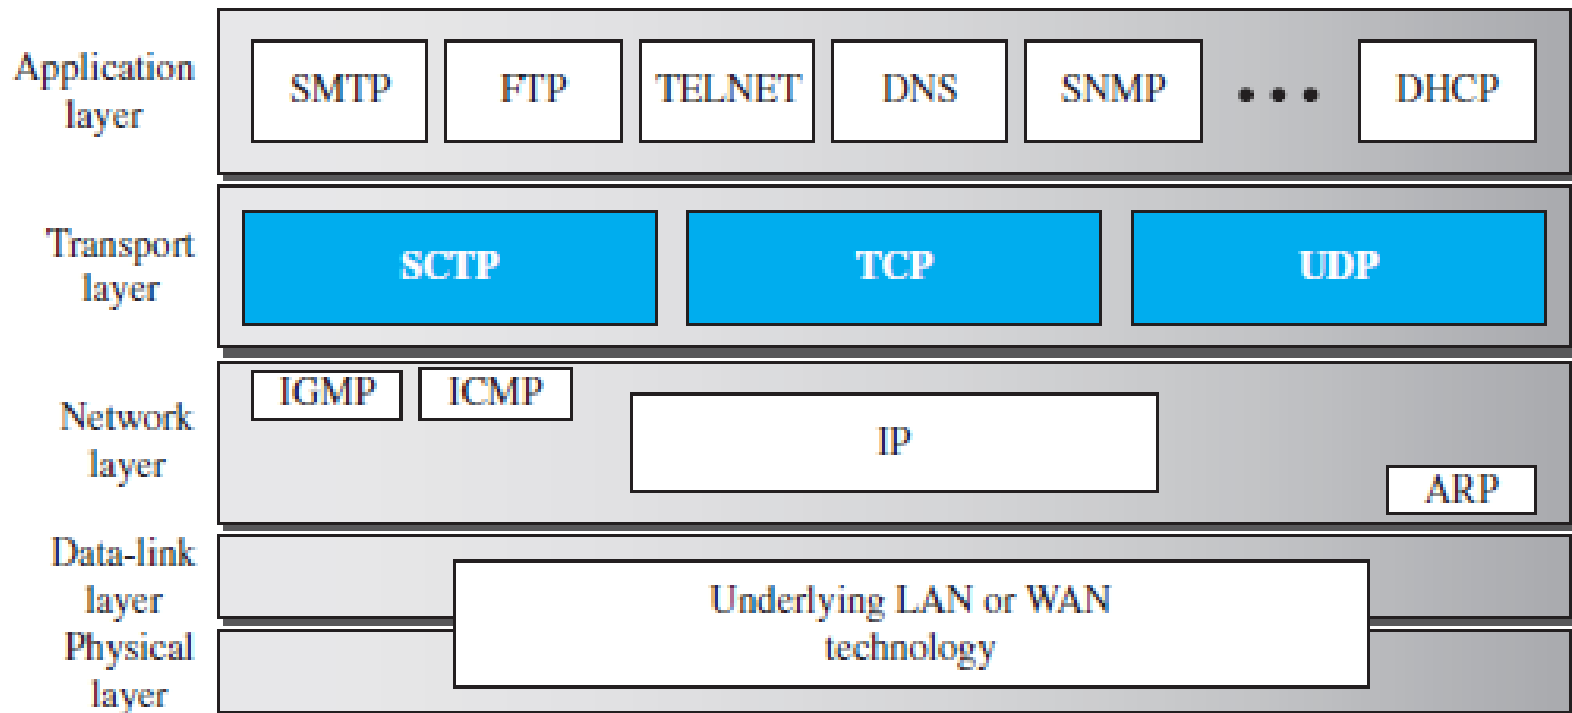 Application
layer
SMTP
FTP
TELNET
DNS
SNMP
•••
DHCP
Transport
layer
SCTP
TCP
UDP
Network
layer
IGMP
ICMP
IP
ARP
Data-link
layer
Physical
layer
Underlying LAN or WAN
technology